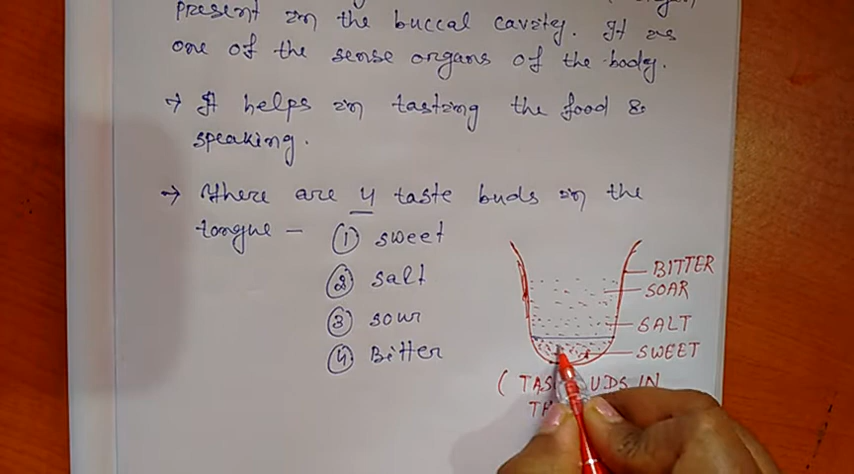 present in the buccal cavity. It is
one of the sense organs of the body.
→ It helps in tasting the food &
speaking.
→ There are 4 taste buds in the
tongue - ① sweet
② salt
③ sour
④ Bitter
BITTER
SOAR
SALT
SWEET
( IN